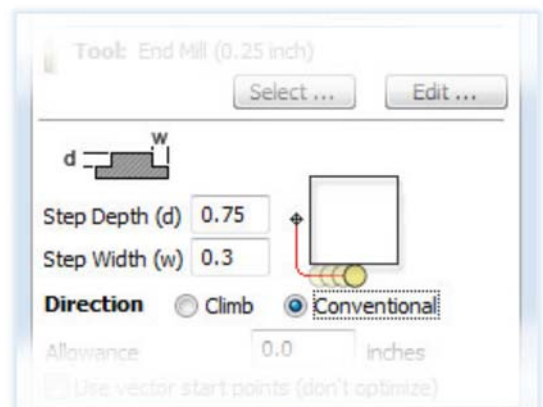 Tool: End Mill (0.25 inch)
Select ... Edit ...
w
d
Step Depth (d) 0.75
Step Width (w) 0.3
Direction Climb Conventional
Allowance 0.0 inches
Use vector start points (don't optimize)